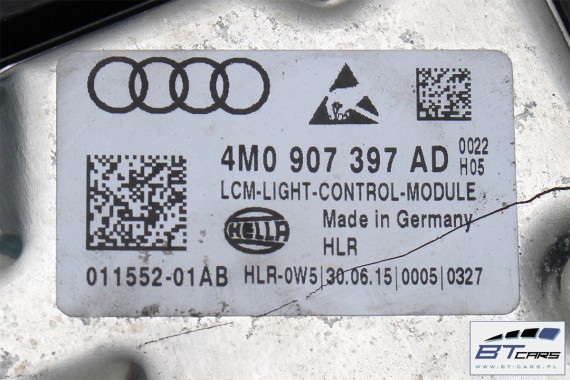 4M0 907 397 AD 0022
H05
LCM-LIGHT-CONTROL-MODULE
HELLA
Made in Germany
HLR
011552-01AB HLR-0W5|30.06.15|0005|0327
BTCARS
WWW.BT-CARS.PL